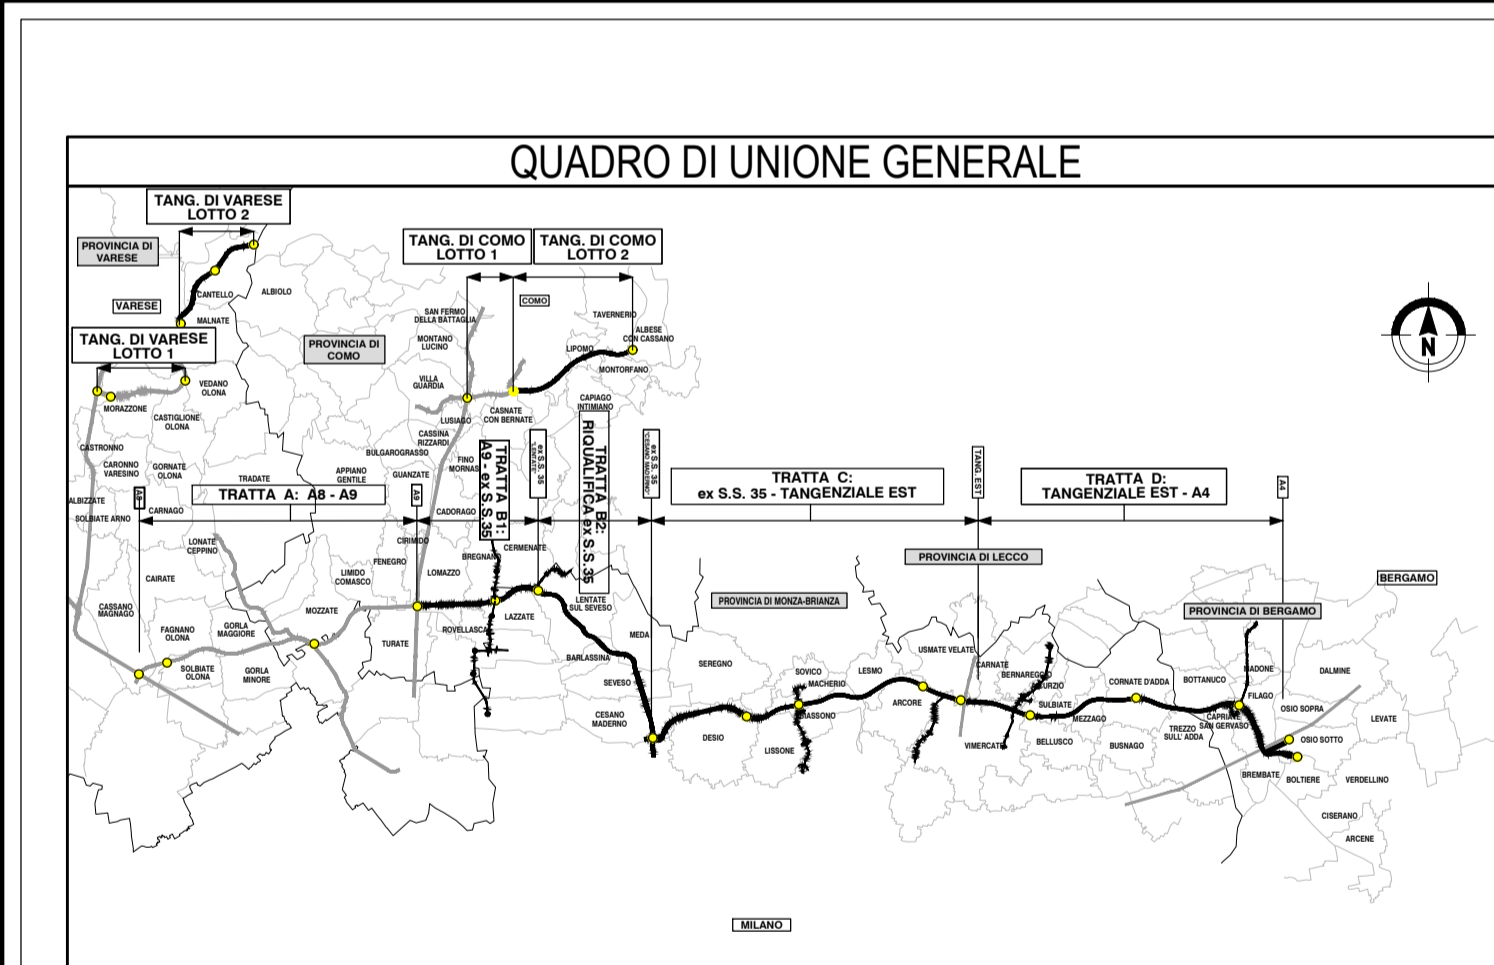 QUADRO DI UNIONE GENERALE
TANG. DI VARESE
LOTTO 2
PROVINCIA DI
VARESE
TANG. DI COMO
LOTTO 1
TANG. DI COMO
LOTTO 2
CANTELLO
ALBIOLO
VARESE
MALNATE
COMO
SAN FERMO
DELLA BATTAGLIA
TAVERNERIO
ALBESE
CON CASSANO
TANG. DI VARESE
LOTTO 1
PROVINCIA DI
COMO
MONTANO
LUCINO
LIPOMO
MONTORFANO
VILLA
GUARDIA
VEDANO
OLONA
MORAZZONE
CASTIGLIONE
OLONA
CAPIAGO
INTIMIANO
CASNATE
CON BERNATE
LUSIAGO
CASSINA
RIZZARDI
CASTRONNO
BULGAROGRASSO
CARONNO
VARESINO
GORNATE
OLONA
TRADATE
APPIANO
GENTILE
GUANZATE
FINO
MORNAS
TRATTA B1:
A9 - ex S.S.35
ex S.S. 35
"LENTATE"
TRATTA B2:
RIQUALIFICA ex S.S.35
ex S.S. 35
"CESANO MADERNO"
TRATTA C:
ex S.S. 35 - TANGENZIALE EST
TANG. EST
TRATTA D:
TANGENZIALE EST - A4
A4
ALBIZZATE
A8
TRATTA A: A8 - A9
A9
SOLBIATE ARNO
CARNAGO
CADORAGO
CIRIMIDO
LONATE
CEPPINO
FENEGRO
BREGNANO
CERMENATE
PROVINCIA DI LECCO
CAIRATE
LIMIDO
COMASCO
LOMAZZO
BERGAMO
CASSANO
MAGNAGO
MOZZATE
LENTATE
SUL SEVESO
PROVINCIA DI MONZA-BRIANZA
PROVINCIA DI BERGAMO
LAZZATE
FAGNANO
OLONA
GORLA
MAGGIORE
TURATE
ROVELLASCA
MEDA
BARLASSINA
SEREGNO
USMATE VELATE
SOLBIATE
OLONA
GORLA
MINORE
SEVESO
SOVICO
MACHERIO
LESMO
CARNATE
BERNAREGGIO
CORNATE D'ADDA
BOTTANUCO
MADONE
DALMINE
CESANO
MADERNO
ARCORE
SULBIATE
MEZZAGO
FILAGO
OSIO SOPRA
CAPRIATE
SAN GERVASO
LEVATE
DESIO
LISSONE
VIMERCATE
BELLUSCO
BUSNAGO
TREZZO
SULL' ADDA
OSIO SOTTO
BREMBATE
BOLTIERE
VERDELLINO
CISERANO
ARCENE
MILANO
N